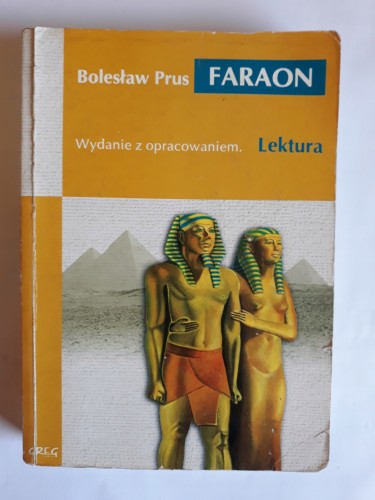 Bolesław Prus FARAON
Wydanie z opracowaniem. Lektura
GREG